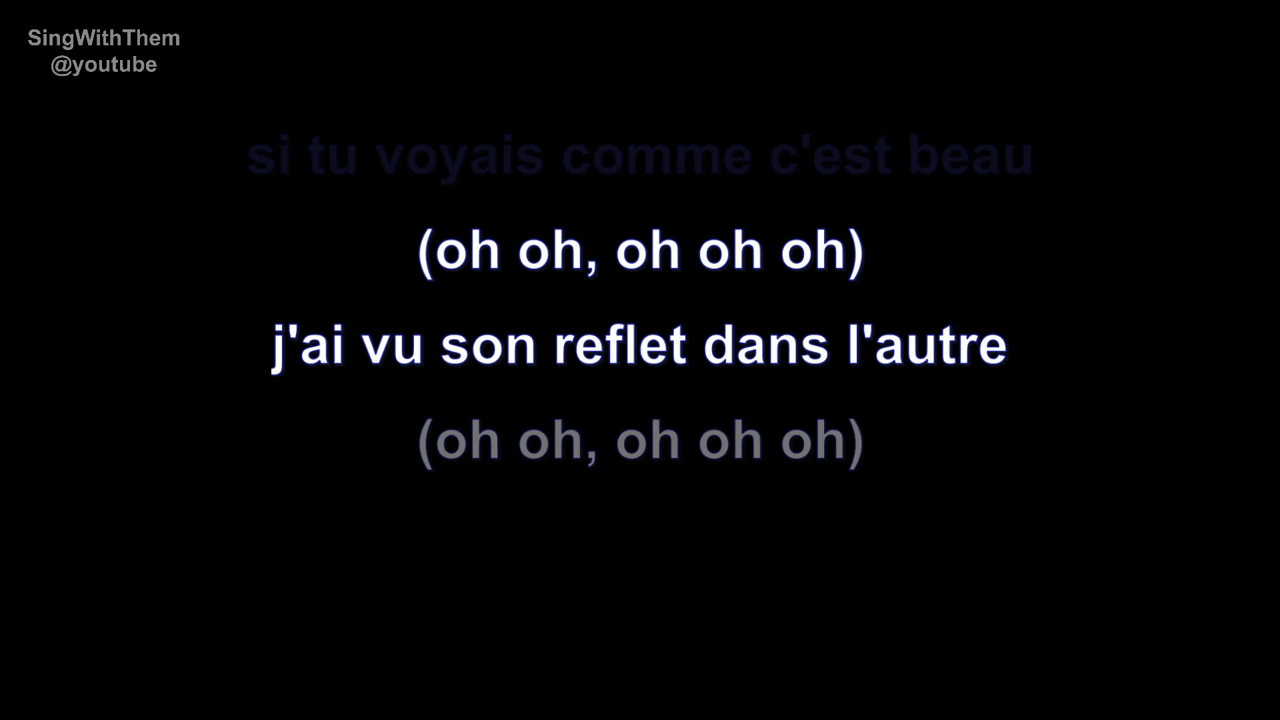 SingWithThem
@youtube
si tu voyais comme c'est beau
(oh oh, oh oh oh)
j'ai vu son reflet dans l'autre
(oh oh, oh oh oh)